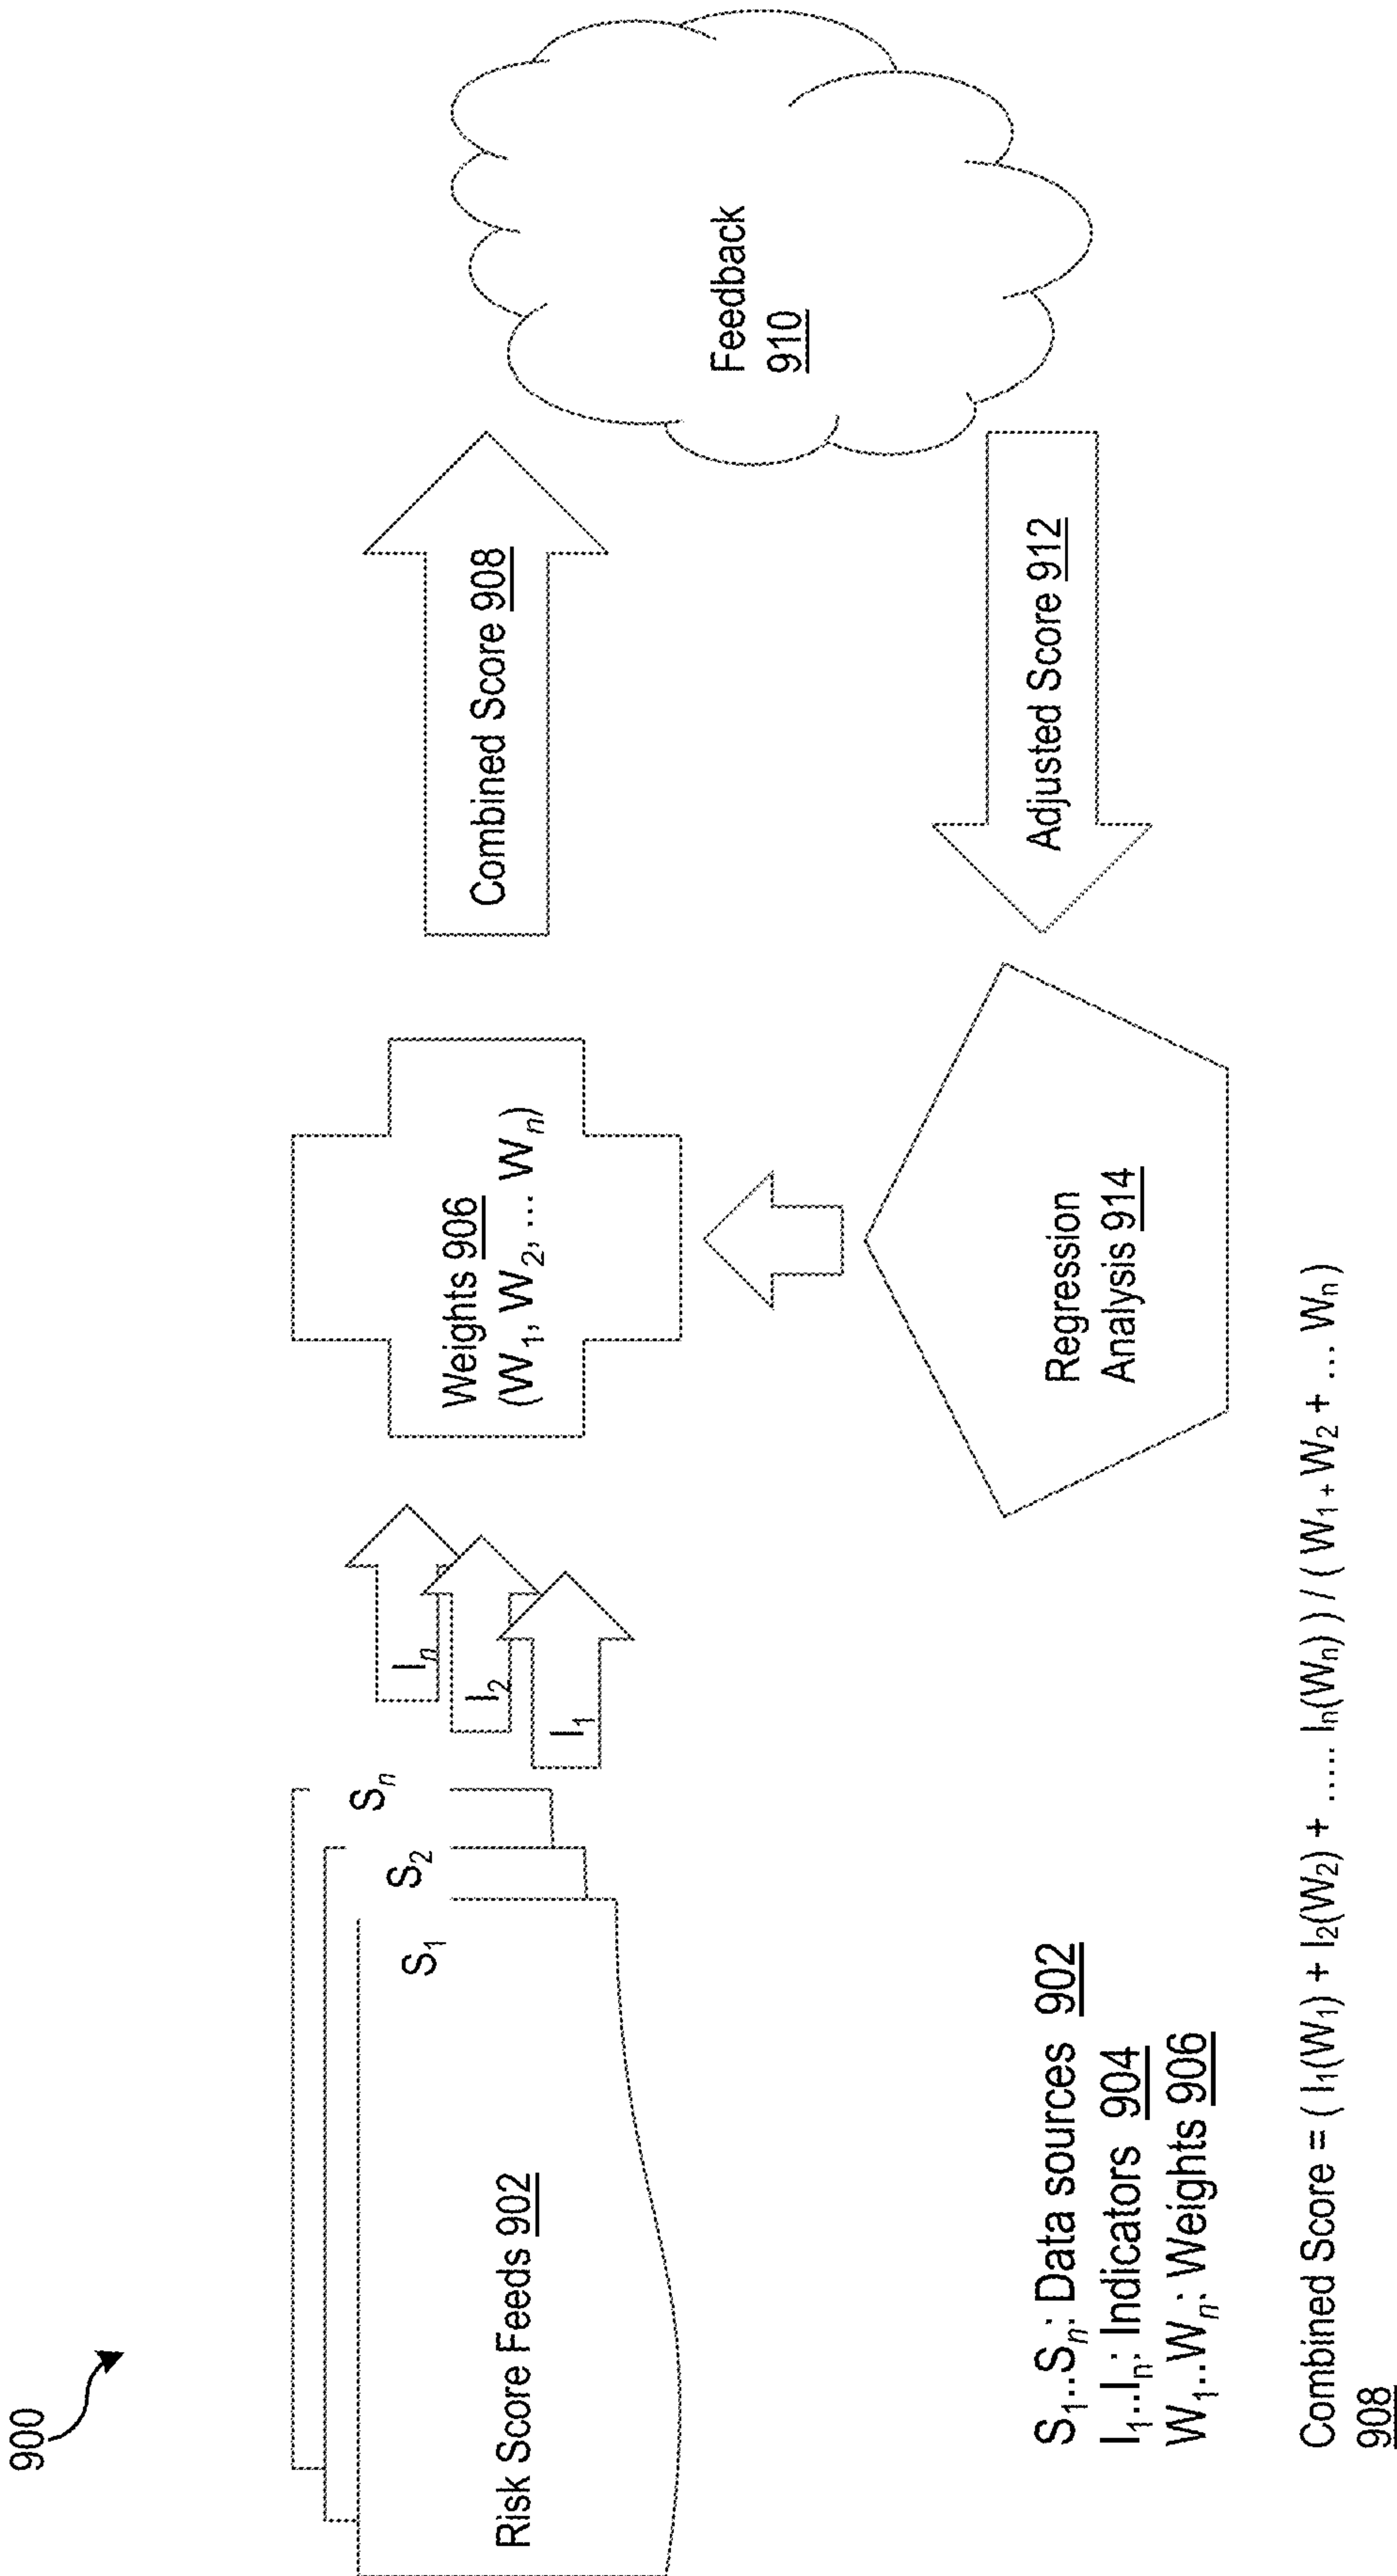 900
Risk Score Feeds 902
S1
S2
Sn
I1
I2
In
Weights 906
(W1, W2, ... Wn)
Combined Score 908
Feedback
910
Adjusted Score 912
Regression
Analysis 914
S1..Sn: Data sources 902
I1..In: Indicators 904
W1..Wn: Weights 906
Combined Score = ( I1(W1) + I2(W2) + ..... In(Wn) ) / ( W1 + W2 + ... Wn)
908